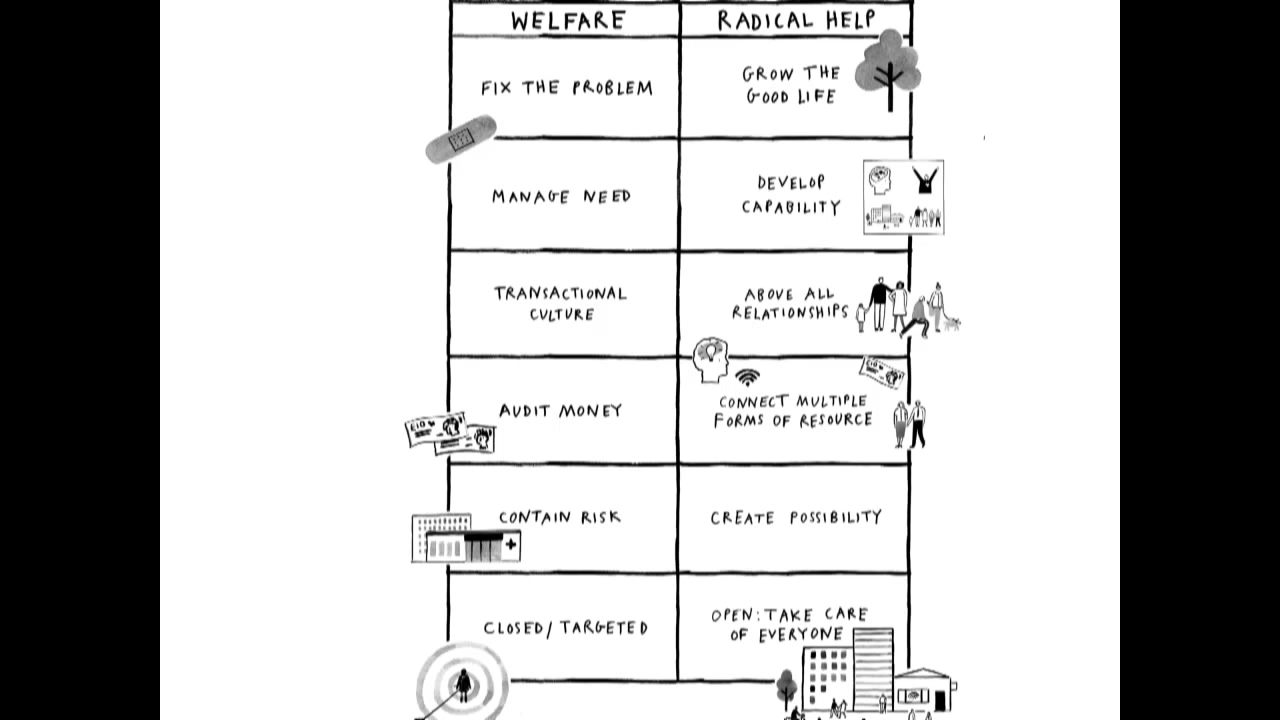 WELFARE
RADICAL HELP
FIX THE PROBLEM
GROW THE
GOOD LIFE
MANAGE NEED
DEVELOP
CAPABILITY
TRANSACTIONAL
CULTURE
ABOVE ALL
RELATIONSHIPS
AUDIT MONEY
CONNECT MULTIPLE
FORMS OF RESOURCE
£10
CONTAIN RISK
CREATE POSSIBILITY
CLOSED/TARGETED
OPEN: TAKE CARE
OF EVERYONE